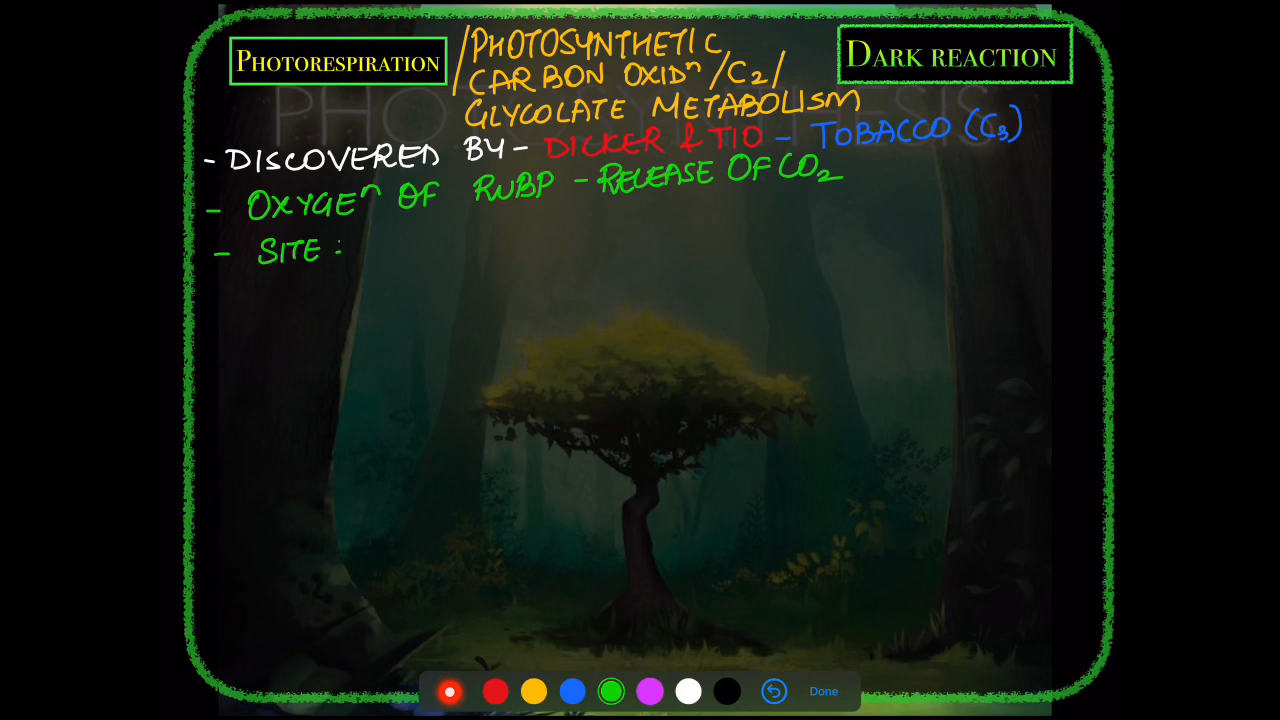 PHOTORESPIRATION
/PHOTOSYNTHETIC
/CARBON OXIDⁿ/C2/
GLYCOLATE METABOLISM
DARK REACTION
PHOTOSYNTHESIS
- DISCOVERED BY - DICKER & TIO - TOBACCO (C3)
- OXYGEⁿ OF RUBP - RELEASE OF CO2
- SITE :
Done